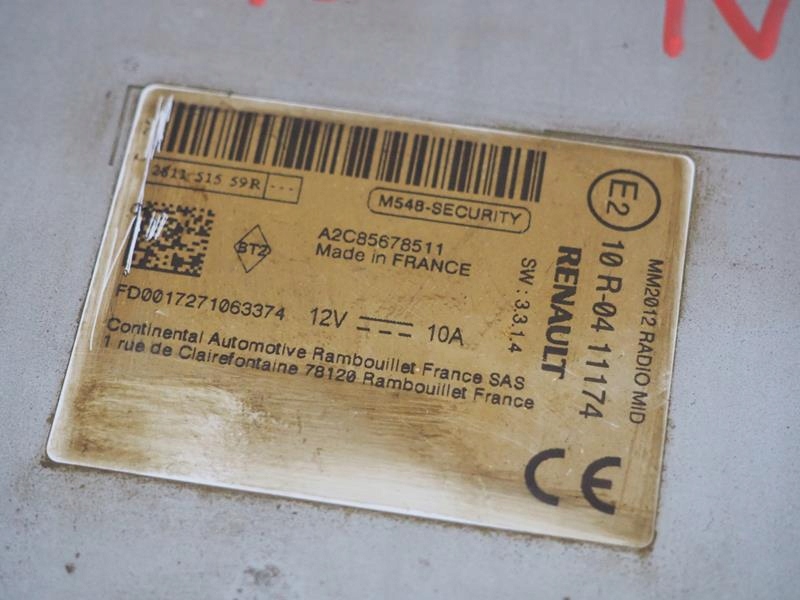 2811 515 59R ---
M548-SECURITY
BT2
A2C85678511
Made in FRANCE
FD0017271063374
12V 10A
Continental Automotive Rambouillet France SAS
1 rue de Clairefontaine 78120 Rambouillet France
SW : 3.3.1.4
RENAULT
E2
10 R-04 11174
MM2012 RADIO MID
CE